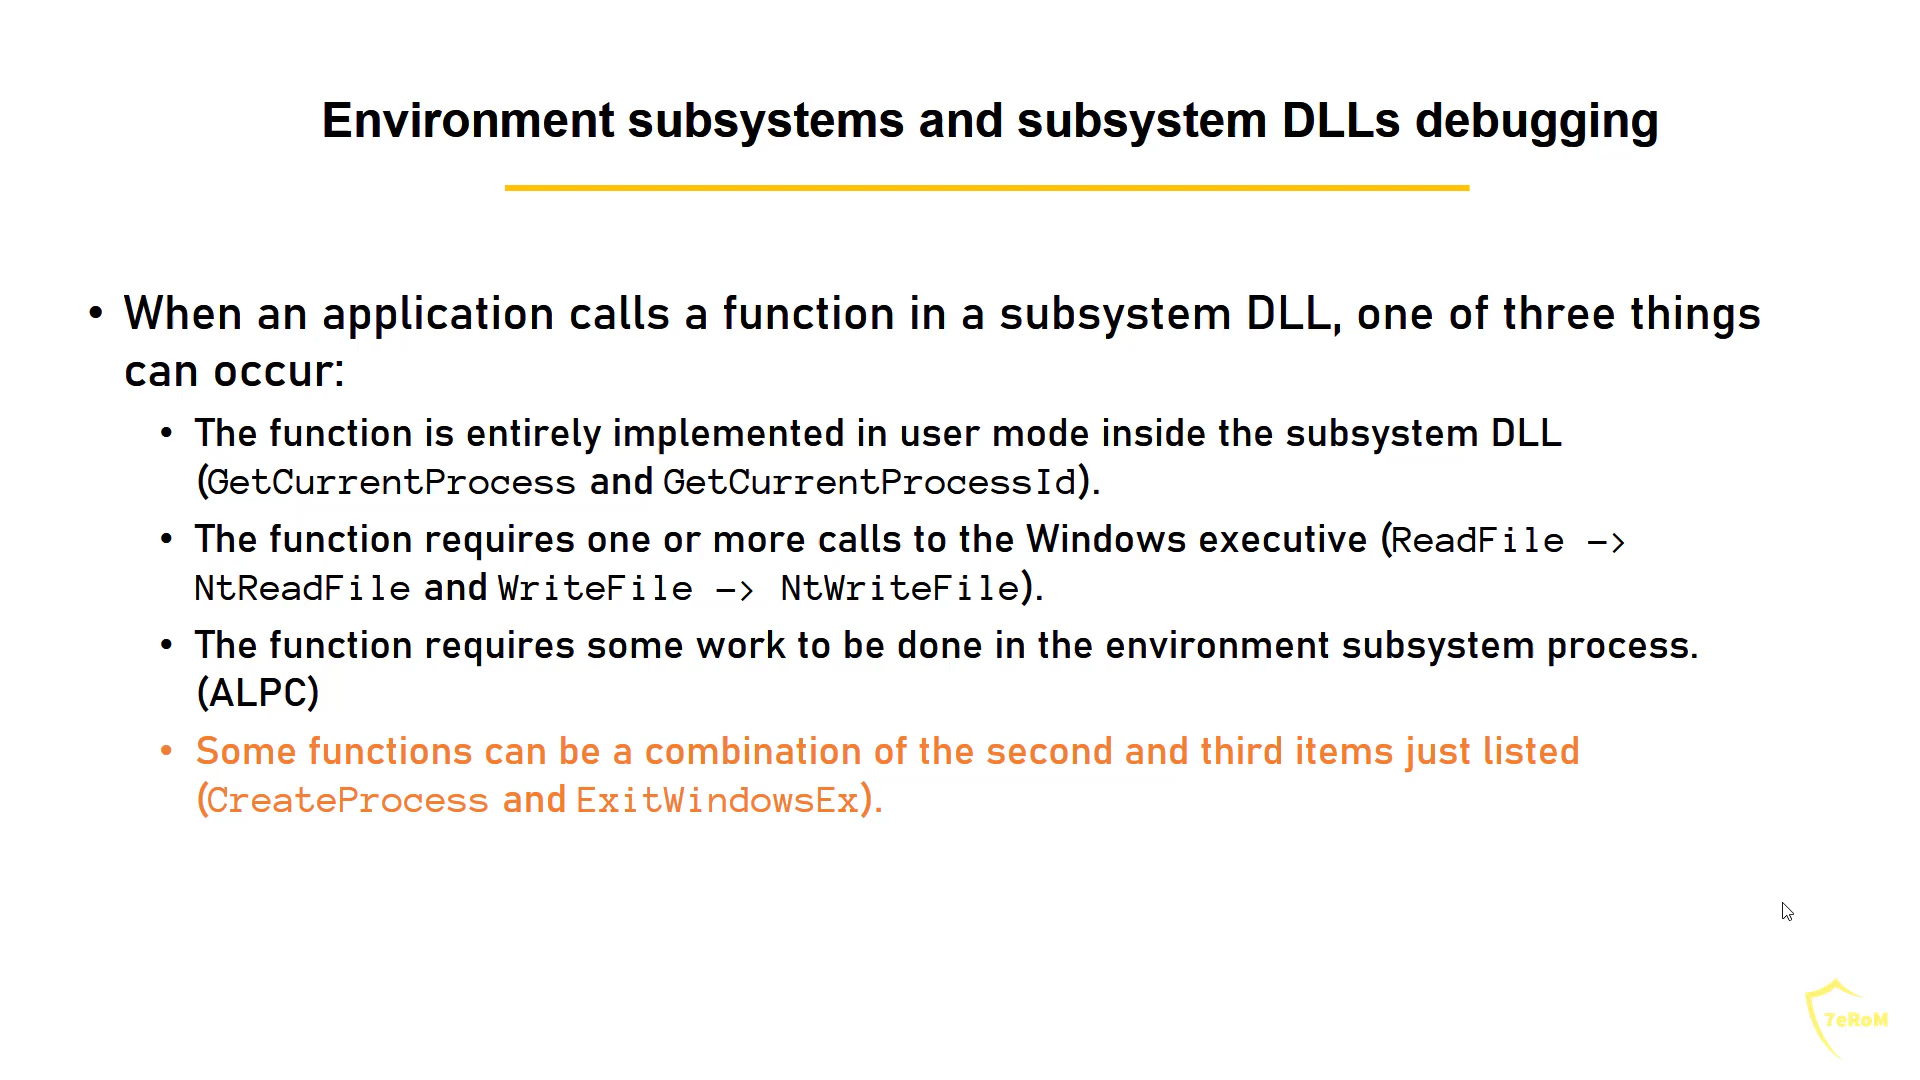 Environment subsystems and subsystem DLLs debugging
• When an application calls a function in a subsystem DLL, one of three things
can occur:
• The function is entirely implemented in user mode inside the subsystem DLL
(GetCurrentProcess and GetCurrentProcessId).
• The function requires one or more calls to the Windows executive (ReadFile ->
NtReadFile and WriteFile -> NtWriteFile).
• The function requires some work to be done in the environment subsystem process.
(ALPC)
• Some functions can be a combination of the second and third items just listed
(CreateProcess and ExitWindowsEx).
7eRoM